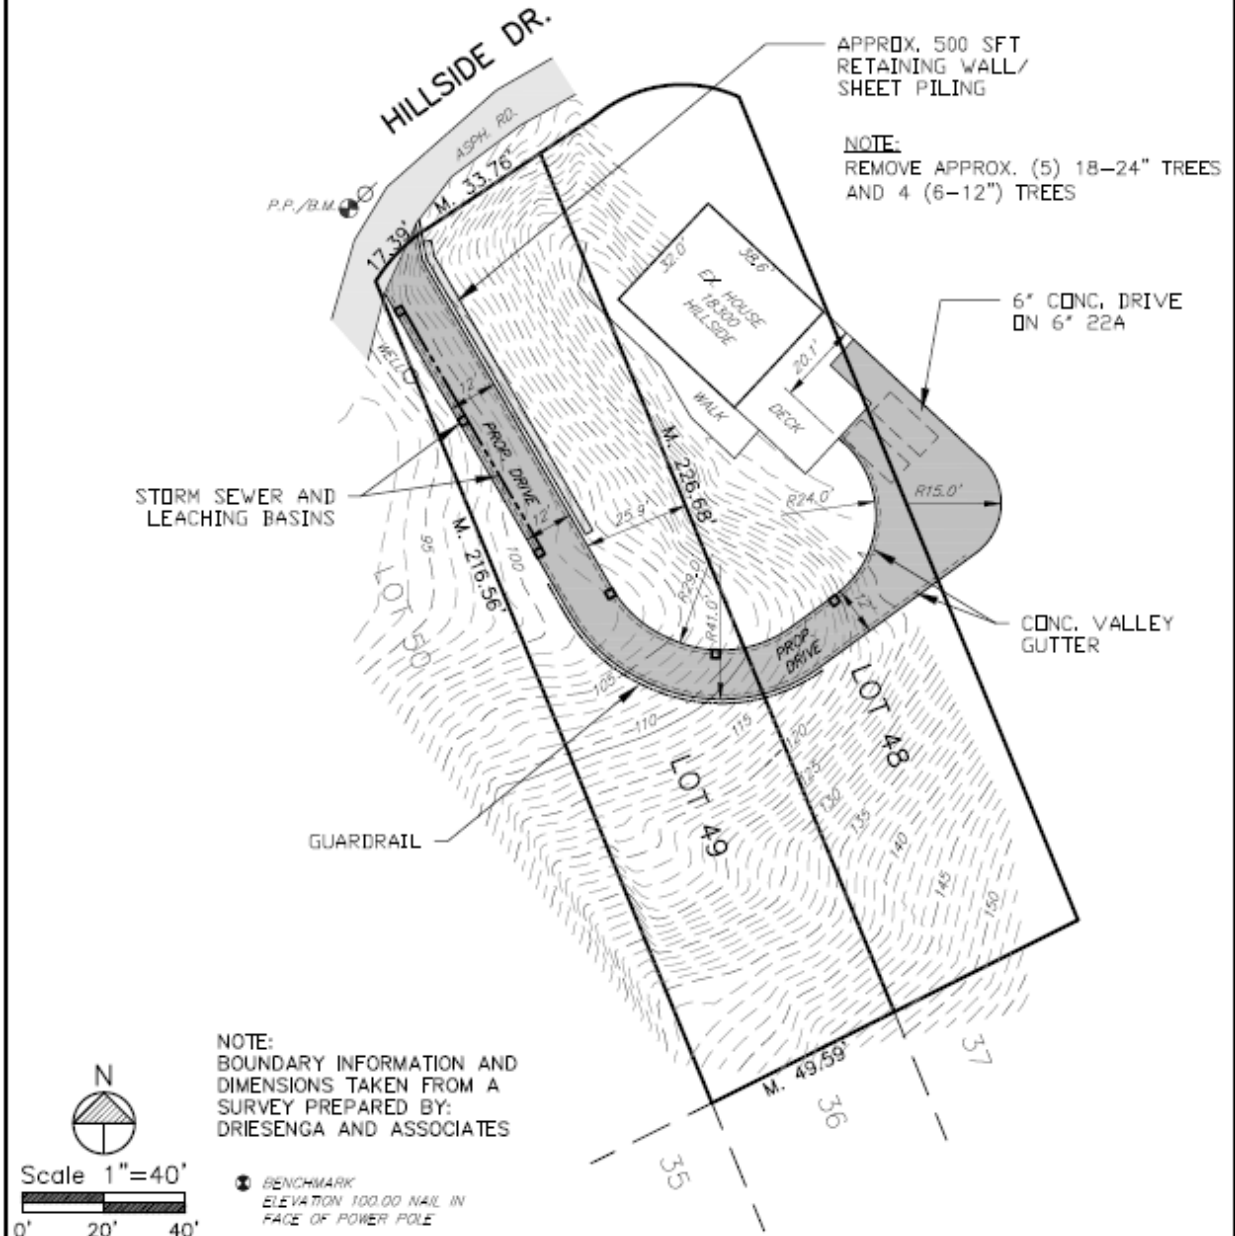 HILLSIDE DR.
APPROX. 500 SFT
RETAINING WALL/
SHEET PILING
NOTE:
REMOVE APPROX. (5) 18-24" TREES
AND 4 (6-12") TREES
ASPH. RD.
P.P./B.M.
M. 33.76'
17.39'
32.0'
38.6'
EX. HOUSE
18300
HILLSIDE
6" CONC. DRIVE
ON 6" 22A
20.1'
WELL
12'
WALK
DECK
PROP. DRIVE
M. 226.68'
STORM SEWER AND
LEACHING BASINS
R24.0'
R15.0'
12'
25.9'
95
100
M. 216.56'
LOT 50
R29.0'
R41.0'
12'
CONC. VALLEY
GUTTER
PROP.
DRIVE
105
110
115
120
125
130
135
140
145
150
LOT 48
LOT 49
GUARDRAIL
NOTE:
BOUNDARY INFORMATION AND
DIMENSIONS TAKEN FROM A
SURVEY PREPARED BY:
DRIESENGA AND ASSOCIATES
M. 49.59'
37
36
35
N
Scale 1"=40'
0' 20' 40'
BENCHMARK
ELEVATION 100.00 NAIL IN
FACE OF POWER POLE